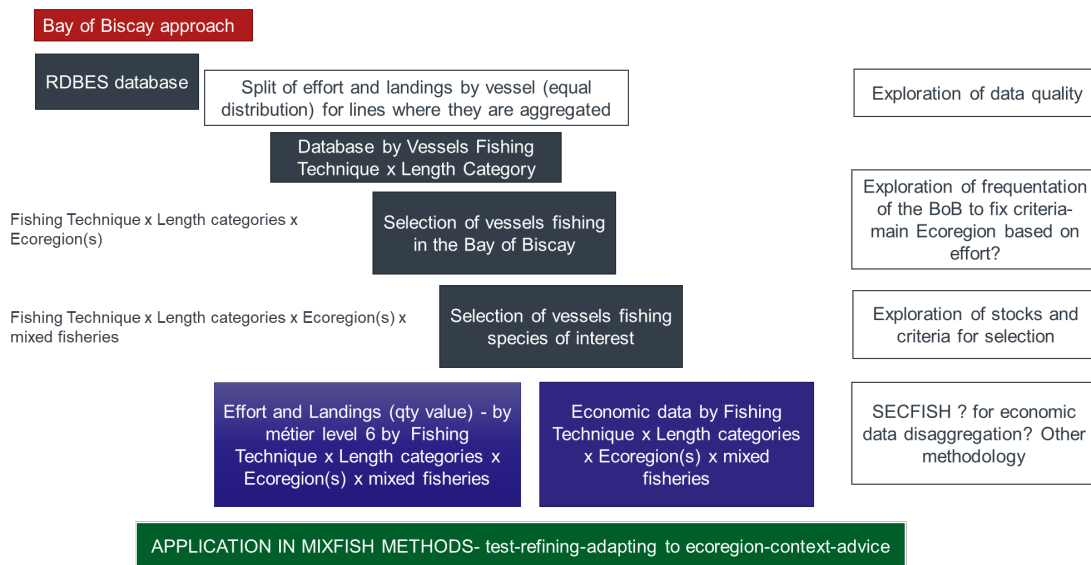 Bay of Biscay approach
RDBES database
Split of effort and landings by vessel (equal
distribution) for lines where they are aggregated
Exploration of data quality
Database by Vessels Fishing
Technique x Length Category
Fishing Technique x Length categories x
Ecoregion(s)
Selection of vessels fishing
in the Bay of Biscay
Exploration of frequentation
of the BoB to fix criteria-
main Ecoregion based on
effort?
Fishing Technique x Length categories x Ecoregion(s) x
mixed fisheries
Selection of vessels fishing
species of interest
Exploration of stocks and
criteria for selection
Effort and Landings (qty value) - by
métier level 6 by Fishing
Technique x Length categories x
Ecoregion(s) x mixed fisheries
Economic data by Fishing
Technique x Length categories
x Ecoregion(s) x mixed
fisheries
SECFISH ? for economic
data disaggregation? Other
methodology
APPLICATION IN MIXFISH METHODS- test-refining-adapting to ecoregion-context-advice